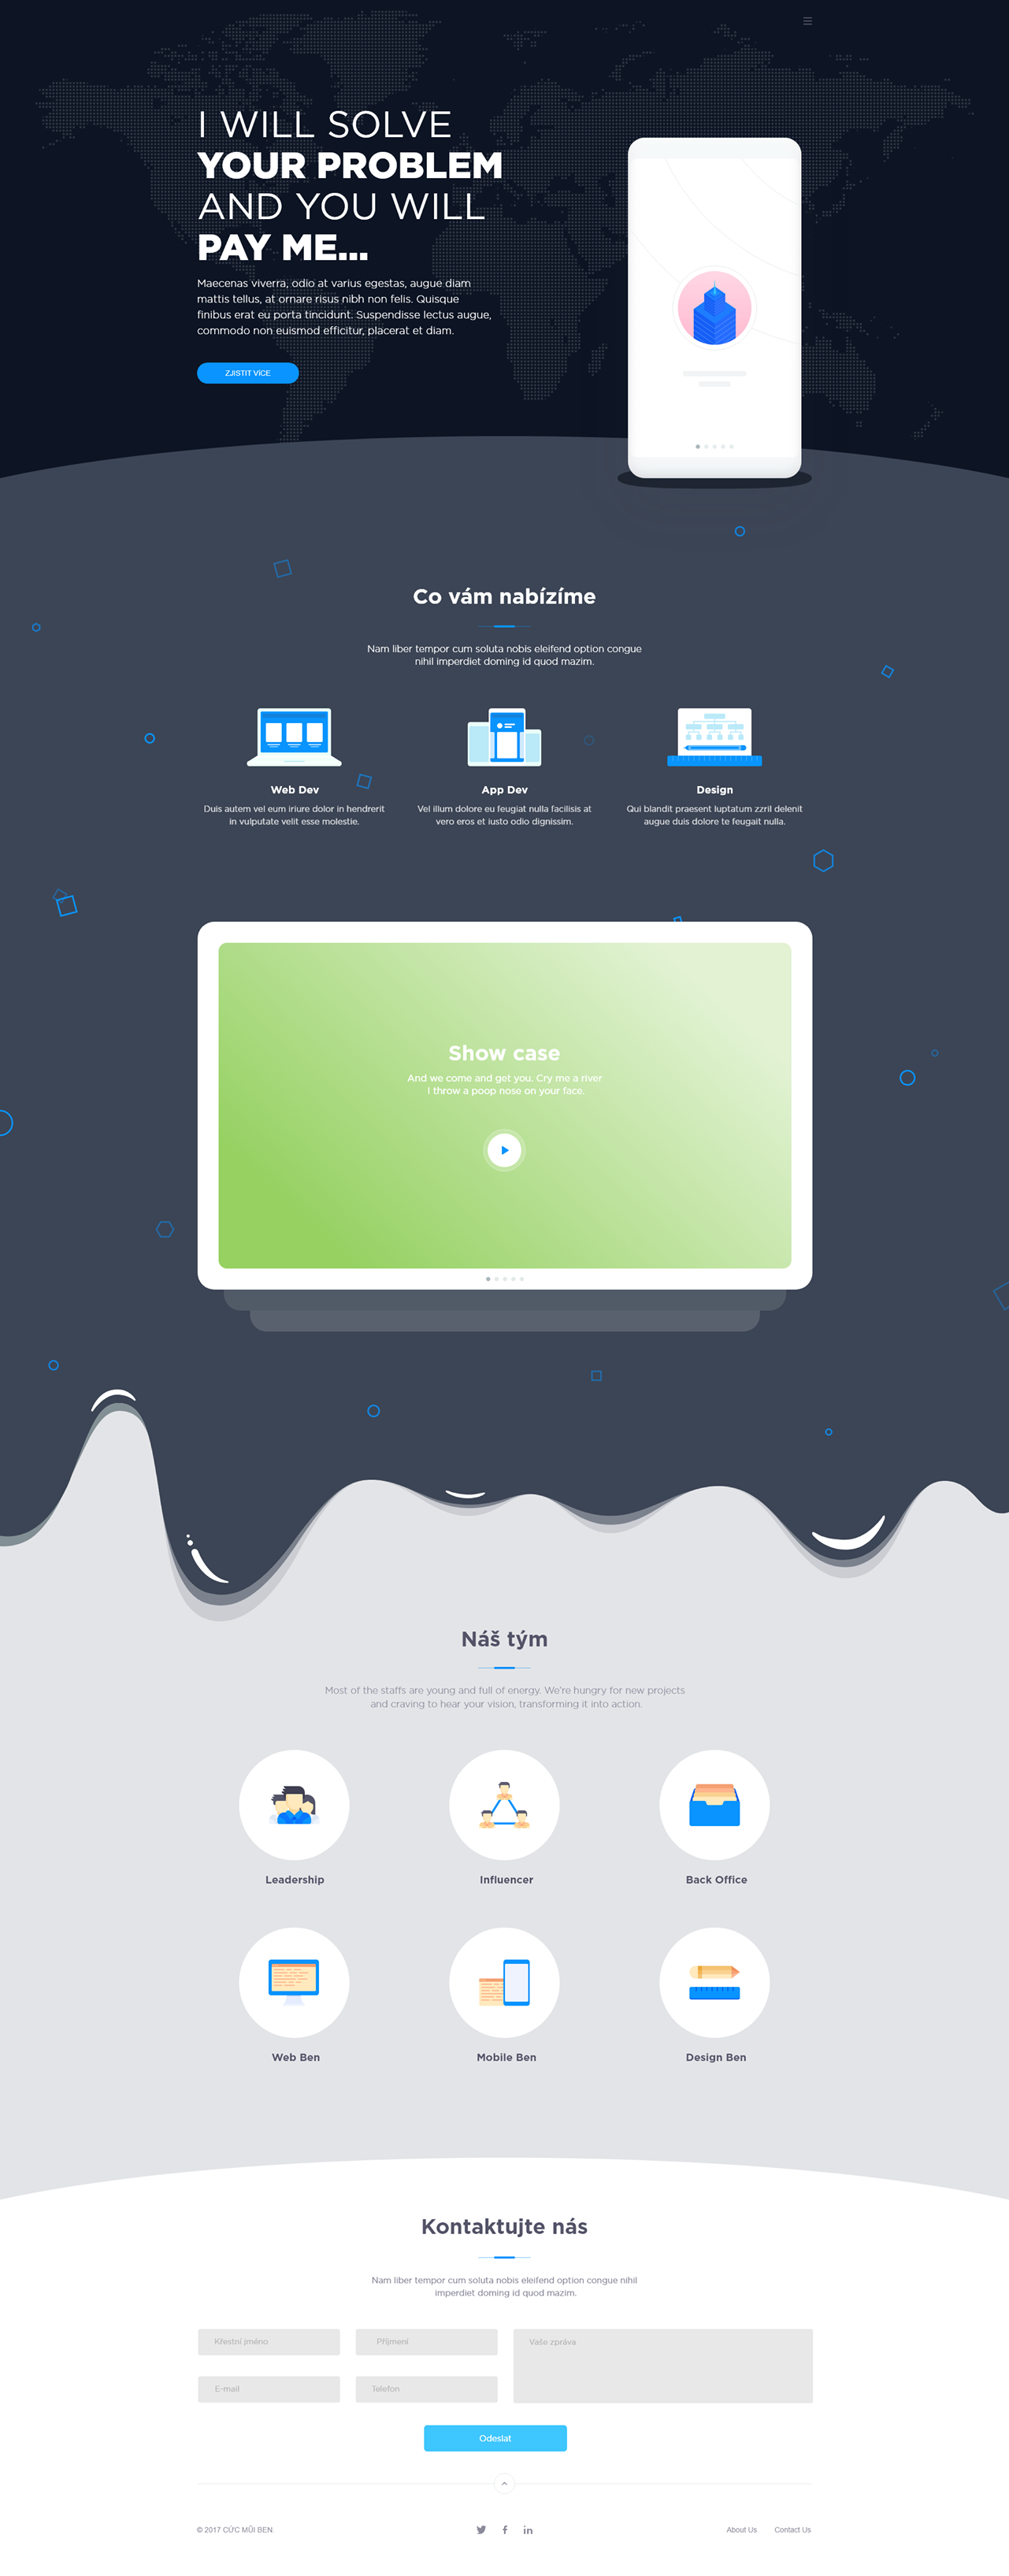 I WILL SOLVE
YOUR PROBLEM
AND YOU WILL
PAY ME...
Maecenas viverra, odio at varius egestas, augue diam
mattis tellus, at ornare risus nibh non felis. Quisque
finibus erat eu porta tincidunt. Suspendisse lectus augue,
commodo non euismod efficitur, placerat et diam.
ZJISTIT VÍCE
Co vám nabízíme
Nam liber tempor cum soluta nobis eleifend option congue
nihil imperdiet doming id quod mazim.
Web Dev
Duis autem vel eum iriure dolor in hendrerit
in vulputate velit esse molestie.
App Dev
Vel illum dolore eu feugiat nulla facilisis at
vero eros et iusto odio dignissim.
Design
Qui blandit praesent luptatum zzril delenit
augue duis dolore te feugait nulla.
Show case
And we come and get you. Cry me a river
I throw a poop nose on your face.
Náš tým
Most of the staffs are young and full of energy. We're hungry for new projects
and craving to hear your vision, transforming it into action.
Leadership
Influencer
Back Office
Web Ben
Mobile Ben
Design Ben
Kontaktujte nás
Nam liber tempor cum soluta nobis eleifend option congue nihil
imperdiet doming id quod mazim.
Křestní jméno
Příjmení
Vaše zpráva
E-mail
Telefon
Odeslat
© 2017 CỨC MŨI BEN.
About Us
Contact Us